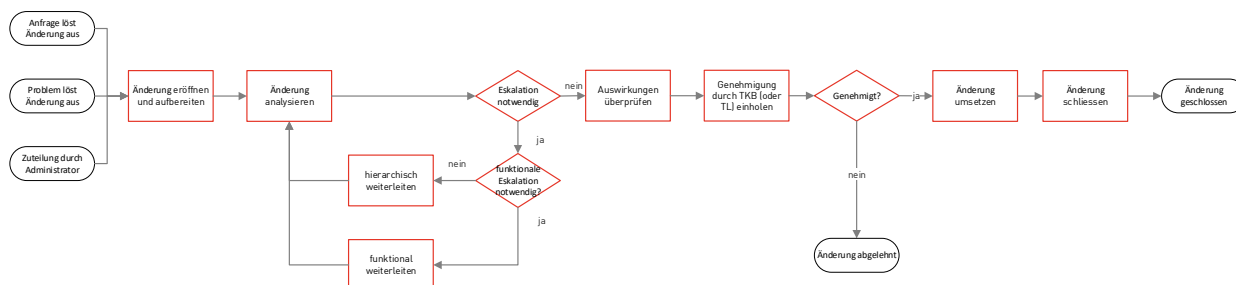 Anfrage löst
Änderung aus
Problem löst
Änderung aus
Zuteilung durch
Administrator
Änderung eröffnen
und aufbereiten
Änderung
analysieren
Eskalation
notwendig
nein
ja
funktionale
Eskalation
notwendig?
nein
hierarchisch
weiterleiten
ja
funktional
weiterleiten
Auswirkungen
überprüfen
Genehmigung
durch TKB (oder
TL) einholen
Genehmigt?
ja
nein
Änderung abgelehnt
Änderung
umsetzen
Änderung
schliessen
Änderung
geschlossen